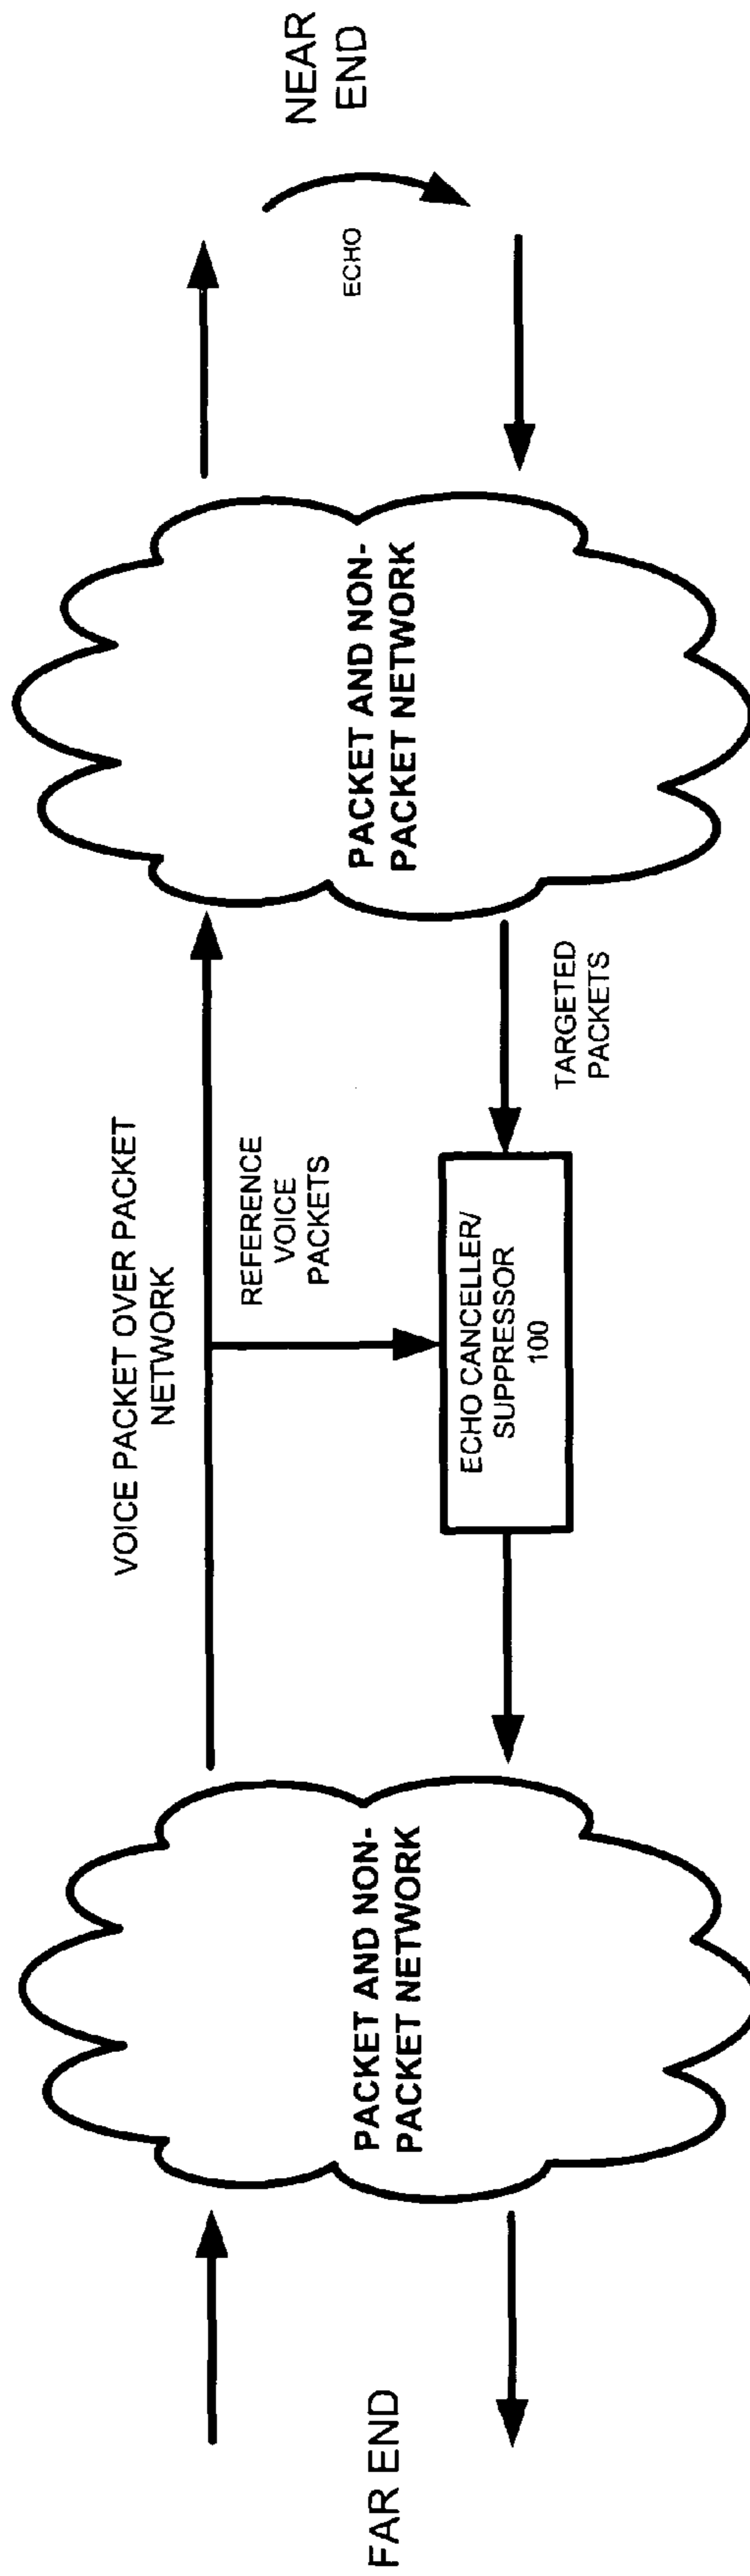 FAR END
PACKET AND NON-
PACKET NETWORK
VOICE PACKET OVER PACKET
NETWORK
REFERENCE
VOICE
PACKETS
ECHO CANCELLER/
SUPPRESSOR
100
TARGETED
PACKETS
PACKET AND NON-
PACKET NETWORK
ECHO
NEAR
END